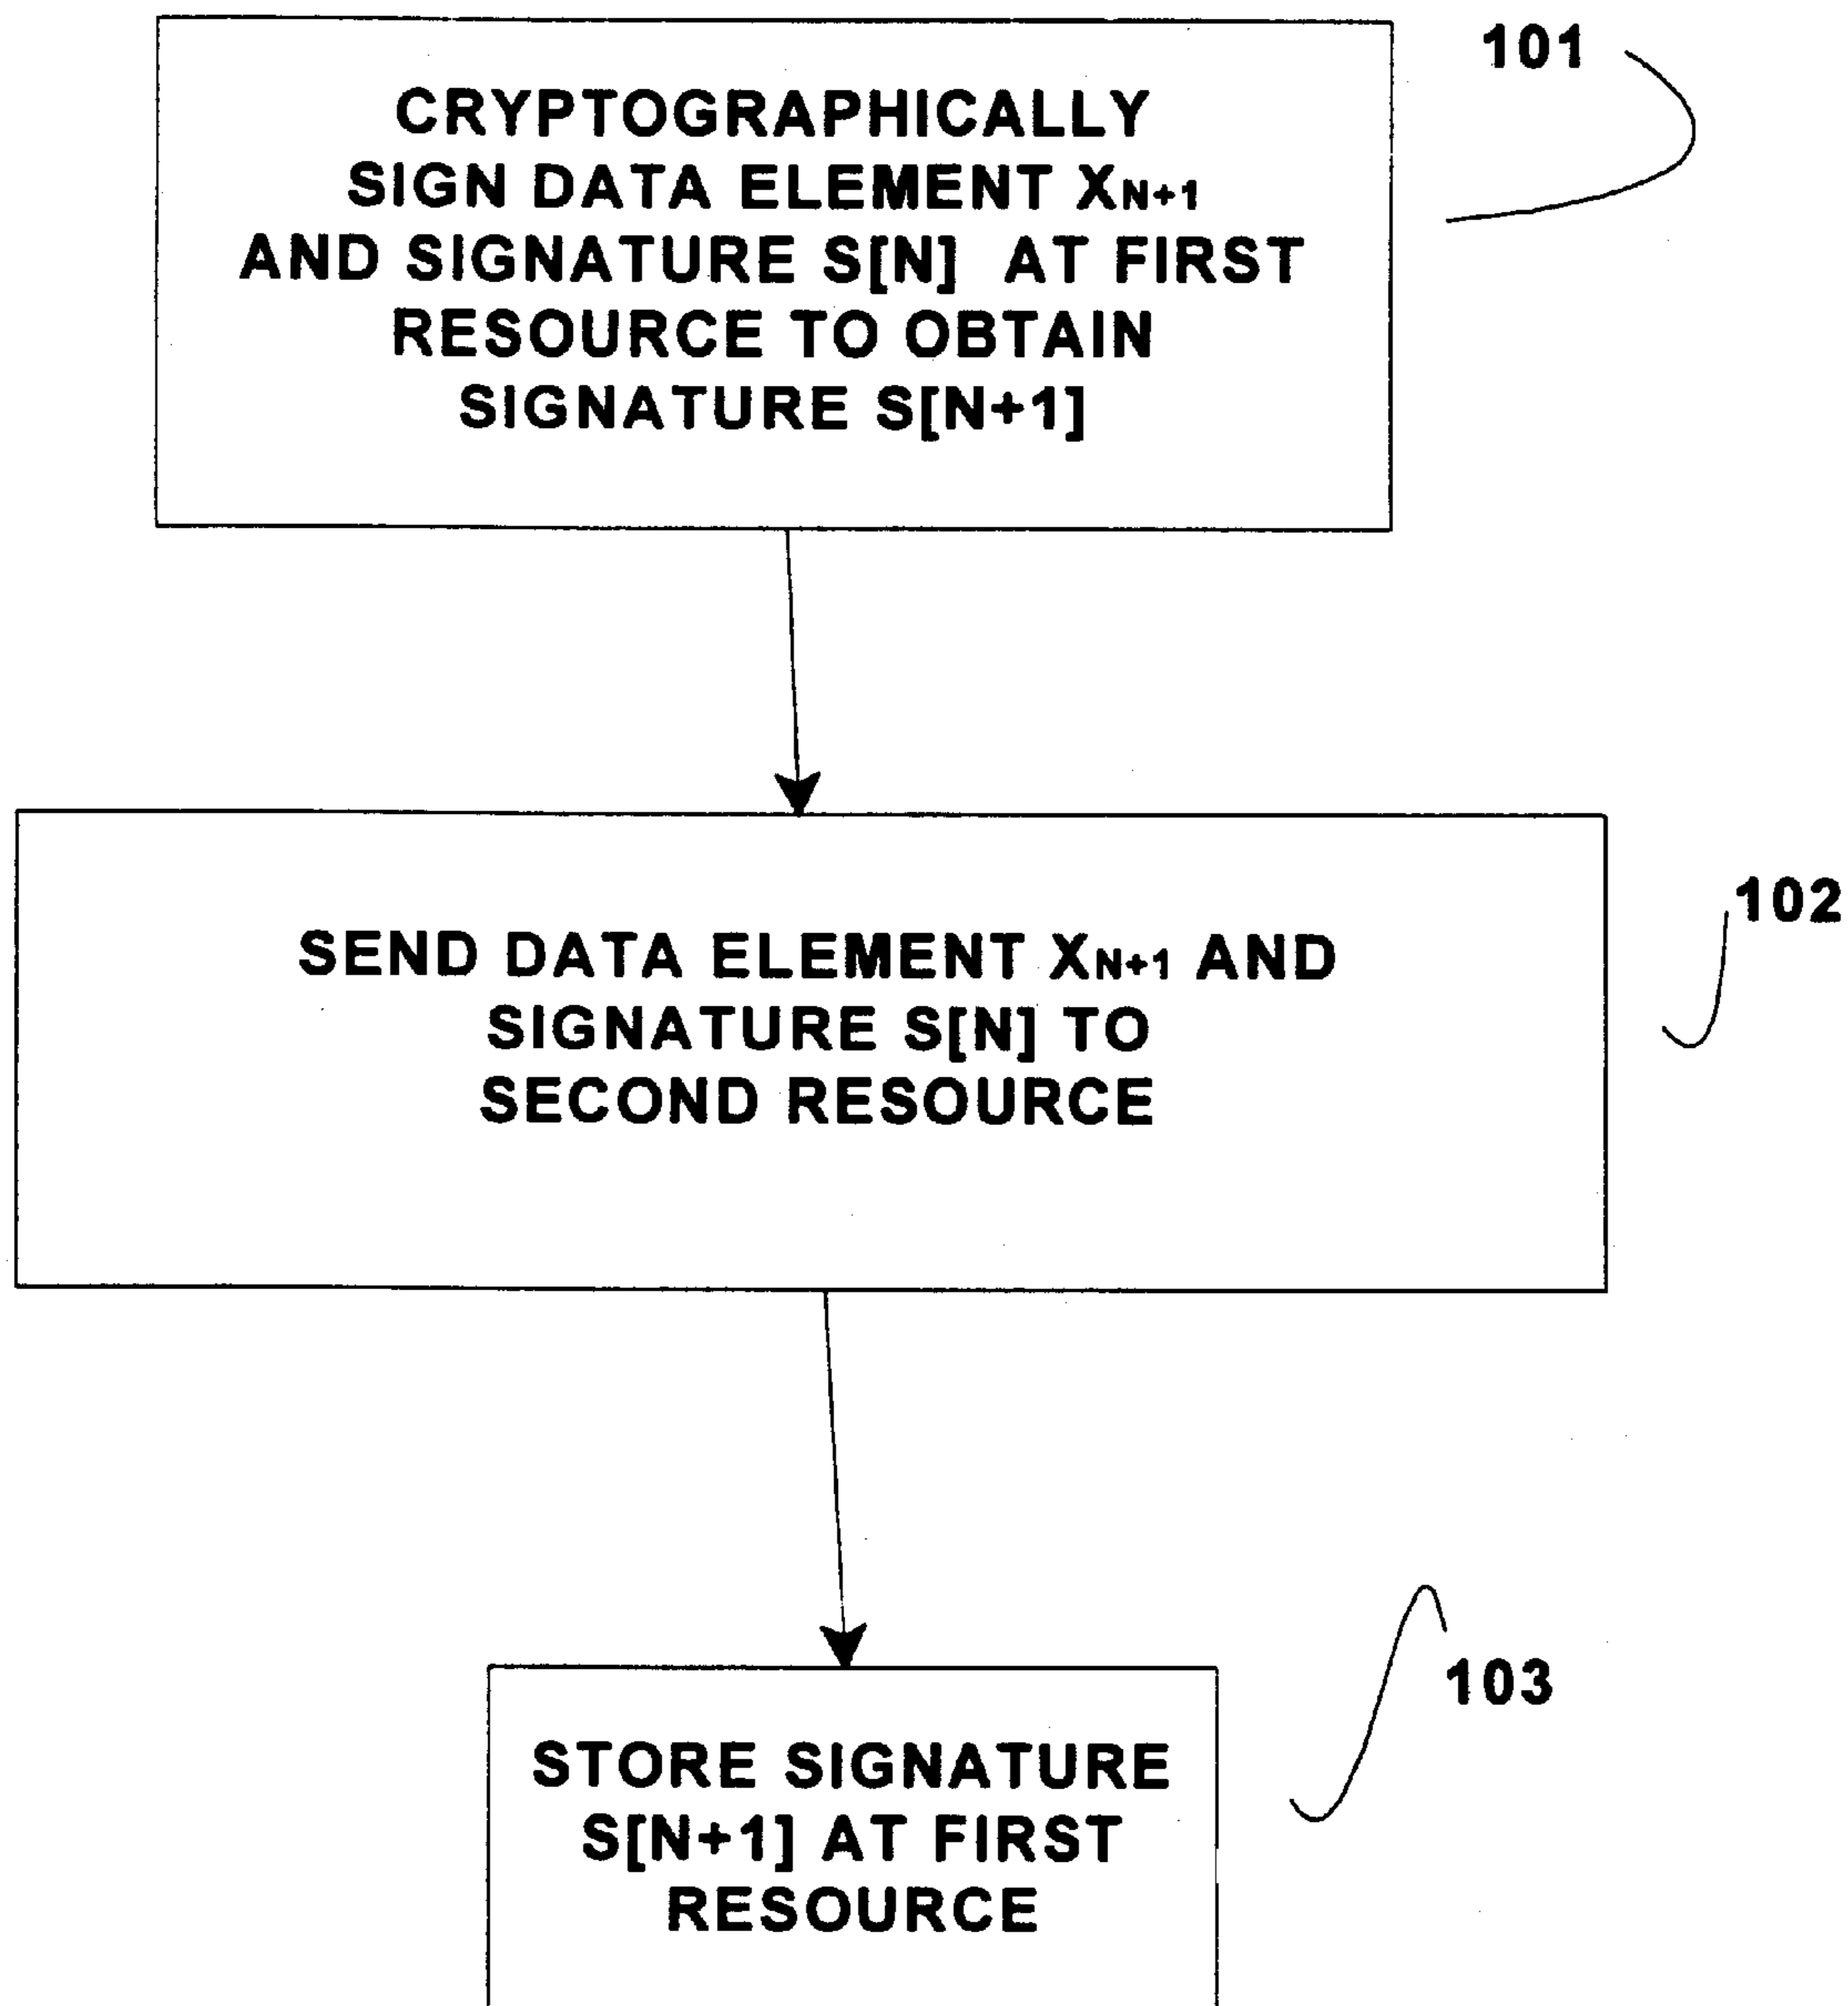 101
CRYPTOGRAPHICALLY
SIGN DATA ELEMENT XN+1
AND SIGNATURE S[N] AT FIRST
RESOURCE TO OBTAIN
SIGNATURE S[N+1]
102
SEND DATA ELEMENT XN+1 AND
SIGNATURE S[N] TO
SECOND RESOURCE
103
STORE SIGNATURE
S[N+1] AT FIRST
RESOURCE